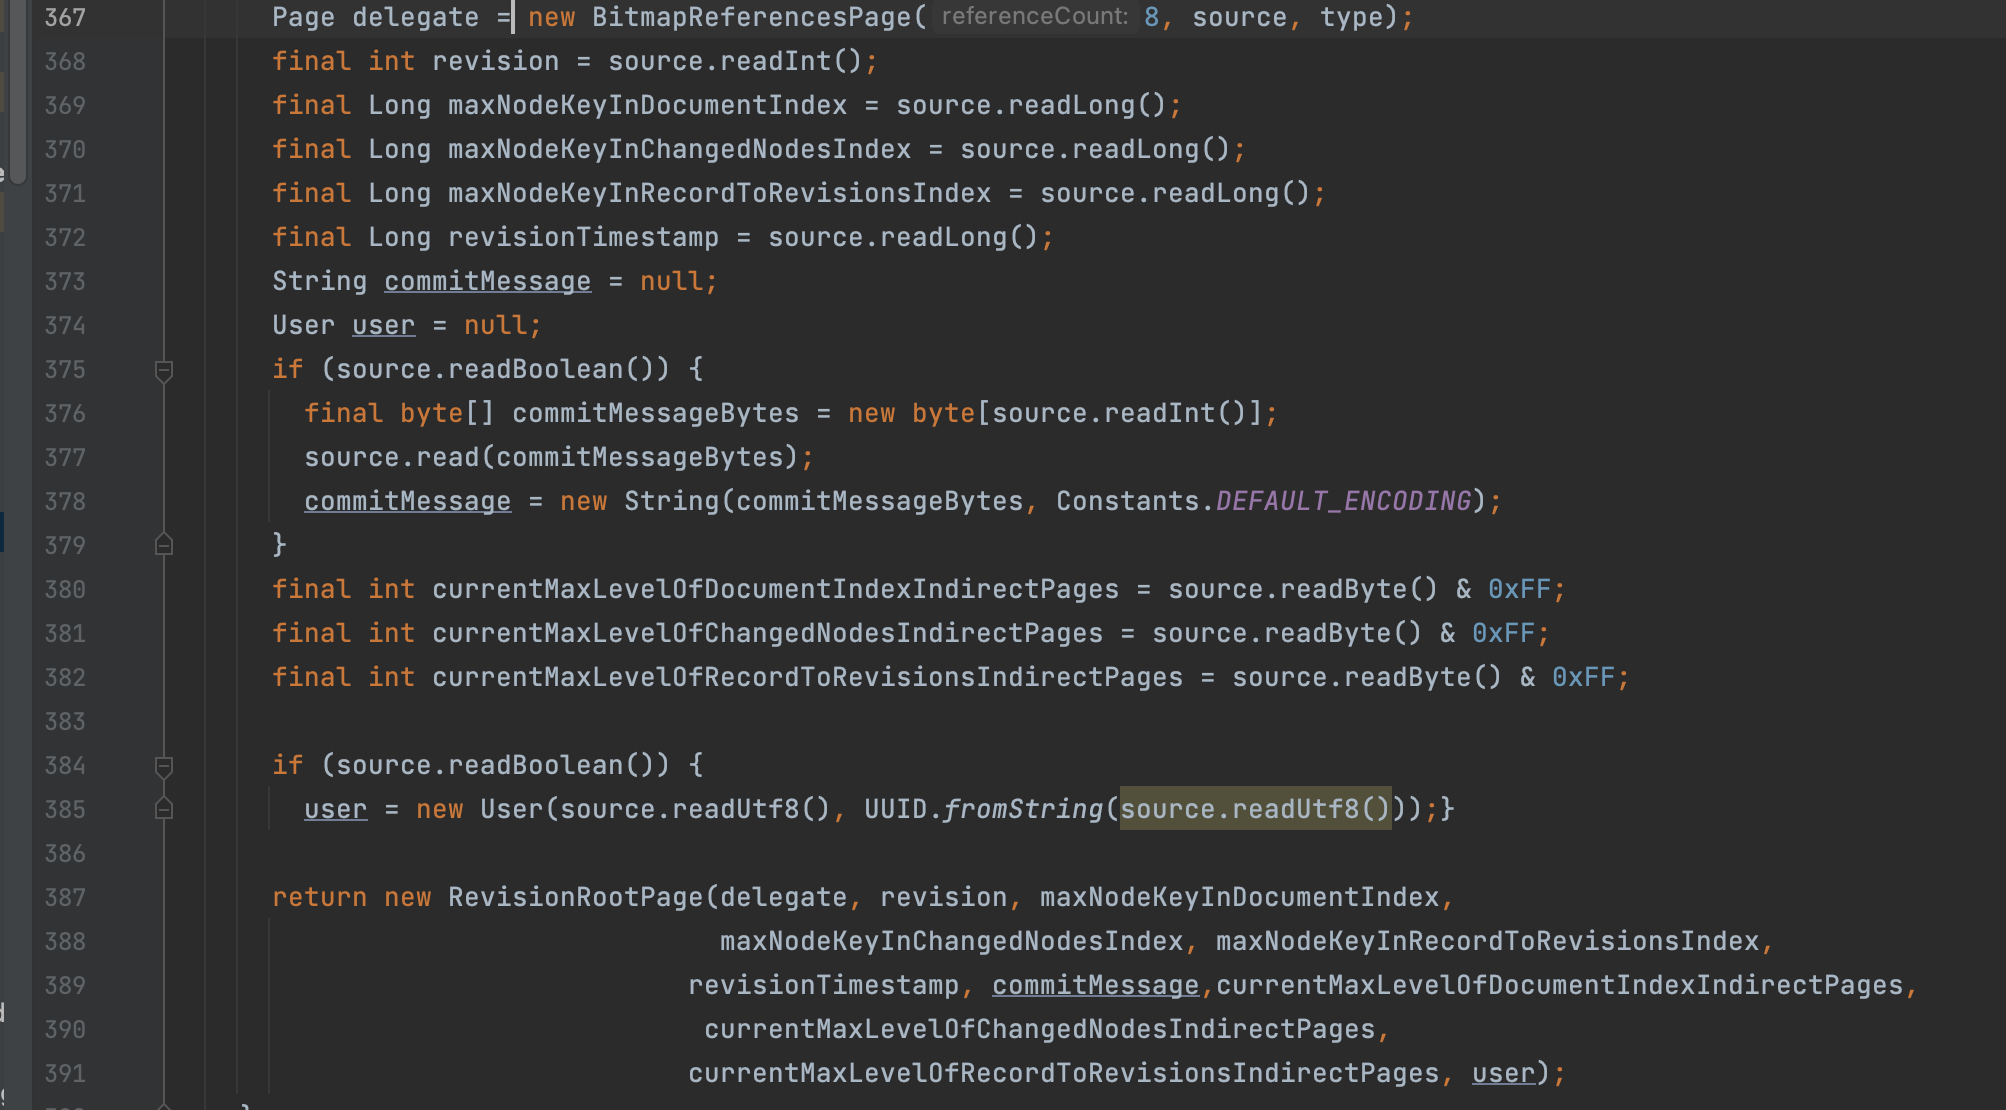 367 Page delegate = new BitmapReferencesPage( referenceCount: 8, source, type);
368 final int revision = source.readInt();
369 final Long maxNodeKeyInDocumentIndex = source.readLong();
370 final Long maxNodeKeyInChangedNodesIndex = source.readLong();
371 final Long maxNodeKeyInRecordToRevisionsIndex = source.readLong();
372 final Long revisionTimestamp = source.readLong();
373 String commitMessage = null;
374 User user = null;
375 if (source.readBoolean()) {
376 final byte[] commitMessageBytes = new byte[source.readInt()];
377 source.read(commitMessageBytes);
378 commitMessage = new String(commitMessageBytes, Constants.DEFAULT_ENCODING);
379 }
380 final int currentMaxLevelOfDocumentIndexIndirectPages = source.readByte() & 0xFF;
381 final int currentMaxLevelOfChangedNodesIndirectPages = source.readByte() & 0xFF;
382 final int currentMaxLevelOfRecordToRevisionsIndirectPages = source.readByte() & 0xFF;
383
384 if (source.readBoolean()) {
385 user = new User(source.readUtf8(), UUID.fromString(source.readUtf8()));}
386
387 return new RevisionRootPage(delegate, revision, maxNodeKeyInDocumentIndex,
388 maxNodeKeyInChangedNodesIndex, maxNodeKeyInRecordToRevisionsIndex,
389 revisionTimestamp, commitMessage,currentMaxLevelOfDocumentIndexIndirectPages,
390 currentMaxLevelOfChangedNodesIndirectPages,
391 currentMaxLevelOfRecordToRevisionsIndirectPages, user);